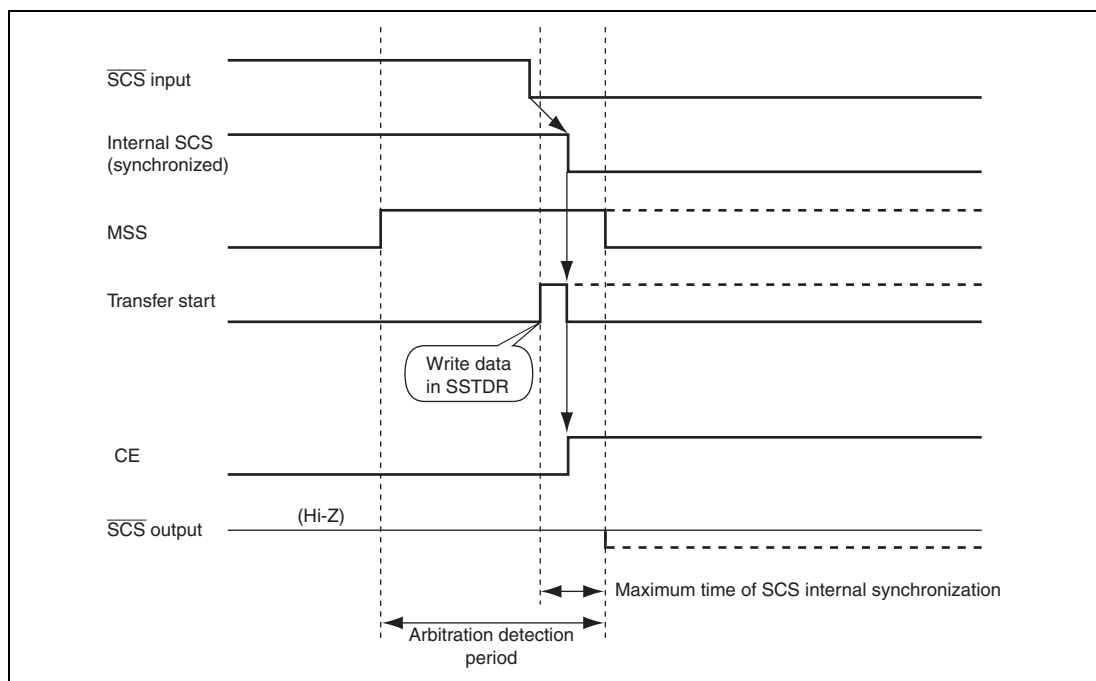 SCS input
Internal SCS
(synchronized)
MSS
Transfer start
Write data
in SSTDR
CE
(Hi-Z)
SCS output
Maximum time of SCS internal synchronization
Arbitration detection
period